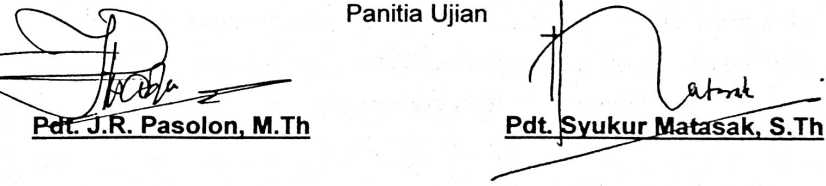 Panitia Ujian
Pdt. J.R. Pasolon, M.Th
Pdt. Syukur Matasak, S.Th